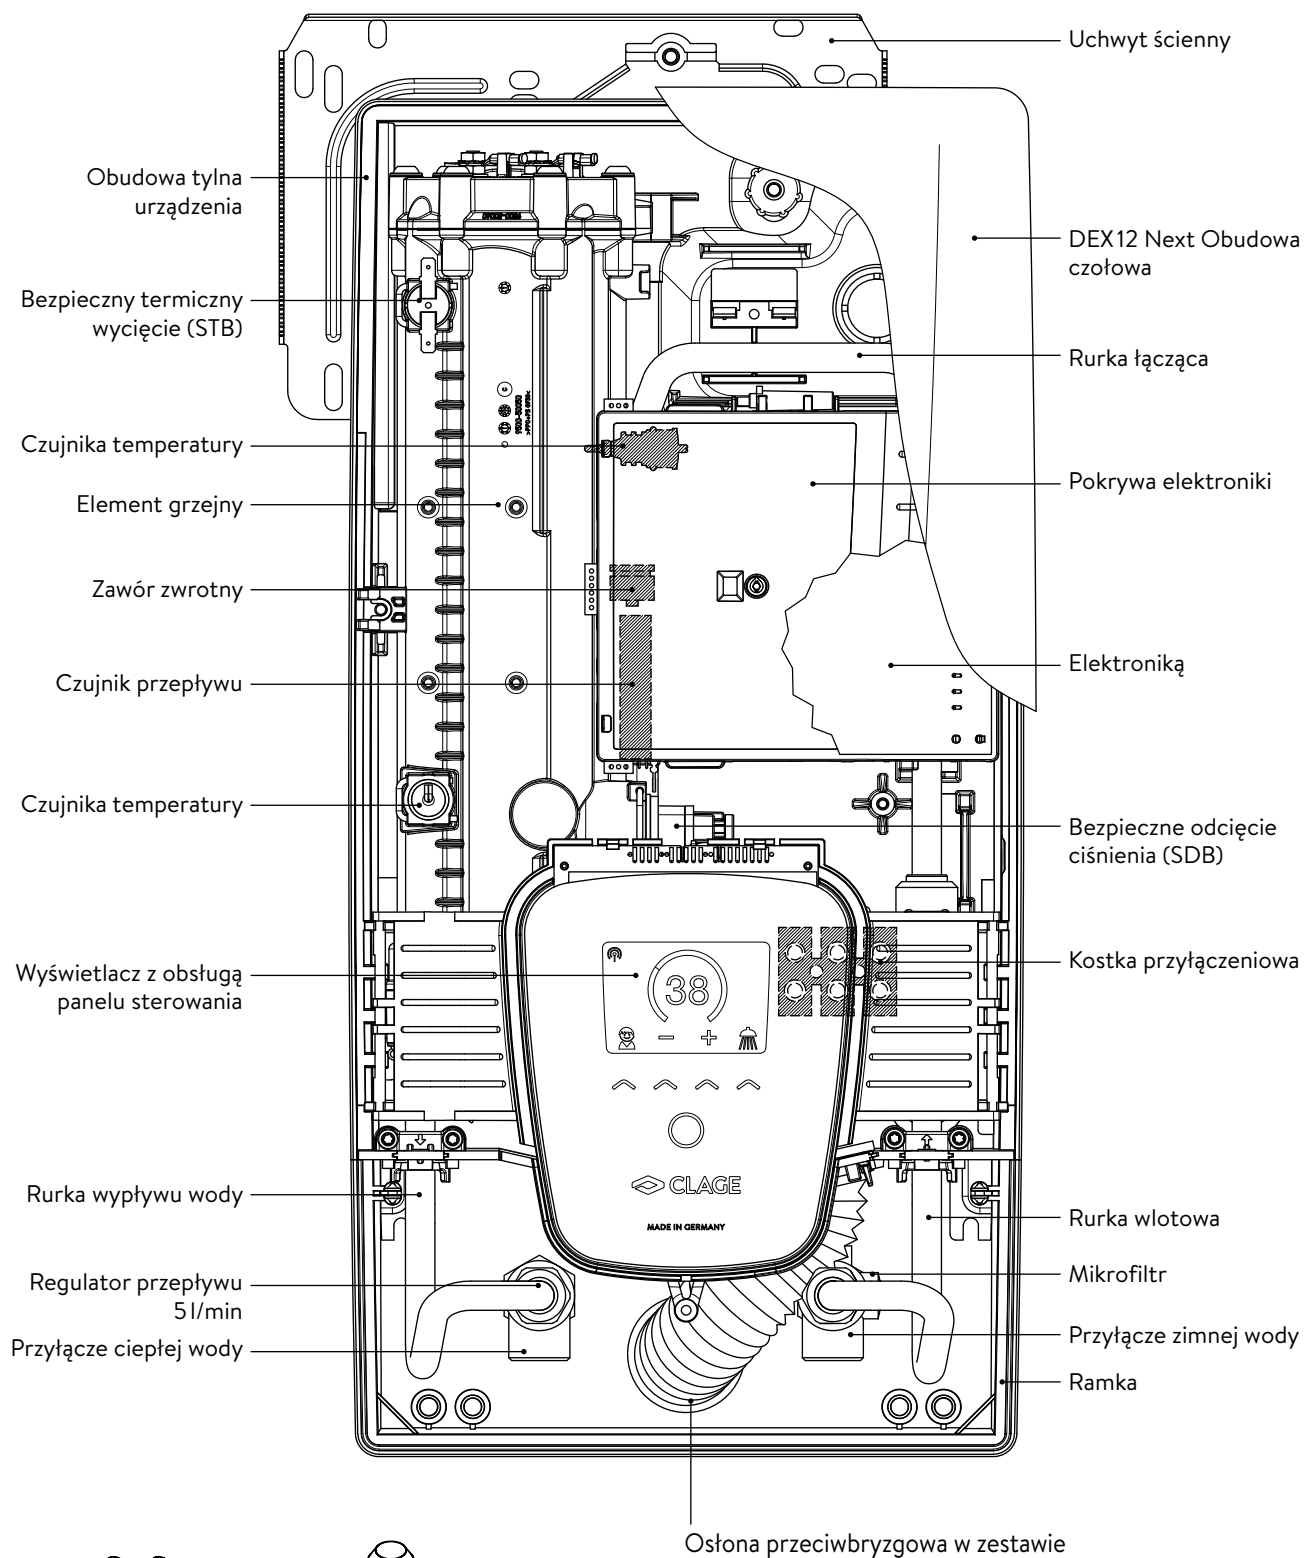 Uchwyt ścienny
Obudowa tylna
urządzenia
DEX12 Next Obudowa
czołowa
Bezpieczny termiczny
wycięcie (STB)
Rurka łącząca
Czujnika temperatury
Pokrywa elektroniki
Element grzejny
Zawór zwrotny
Elektroniką
Czujnik przepływu
Czujnika temperatury
Bezpieczne odcięcie
ciśnienia (SDB)
Wyświetlacz z obsługą
panelu sterowania
38
Kostka przyłączeniowa
CLAGE
MADE IN GERMANY
Rurka wypływu wody
Rurka wlotowa
Regulator przepływu
5 l/min
Mikrofiltr
Przyłącze ciepłej wody
Przyłącze zimnej wody
Ramka
Osłona przeciwbryzgowa w zestawie